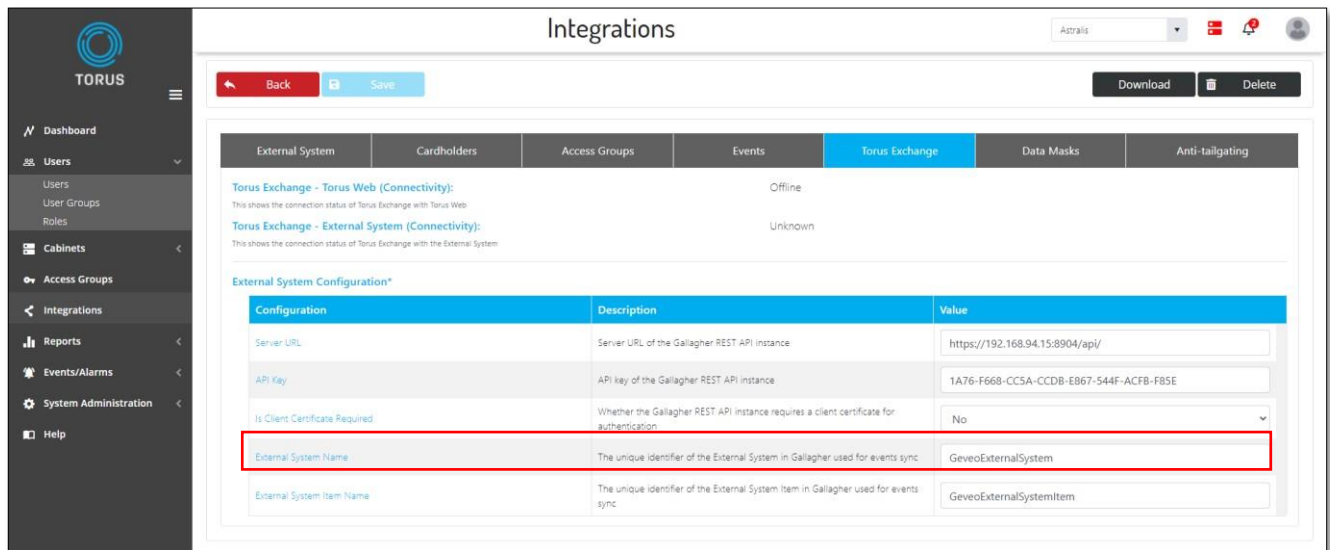 Integrations
Astralis
2
TORUS
Back
Save
Download
Delete
Dashboard
Users
Users
User Groups
Roles
Cabinets
Access Groups
Integrations
Reports
Events/Alarms
System Administration
Help
External System
Cardholders
Access Groups
Events
Torus Exchange
Data Masks
Anti-tailgating
Torus Exchange - Torus Web (Connectivity):
Offline
This shows the connection status of Torus Exchange with Torus Web
Torus Exchange - External System (Connectivity):
Unknown
This shows the connection status of Torus Exchange with the External System
External System Configuration*
Configuration
Description
Value
Server URL
Server URL of the Gallagher REST API instance
https://192.168.94.15:8904/api/
API Key
API key of the Gallagher REST API instance
1A76-F668-CC5A-CCDB-E867-544F-ACFB-F85E
Is Client Certificate Required
Whether the Gallagher REST API instance requires a client certificate for
authentication
No
External System Name
The unique identifier of the External System in Gallagher used for events sync
GeveoExternalSystem
External System Item Name
The unique identifier of the External System Item in Gallagher used for events
sync
GeveoExternalSystemItem